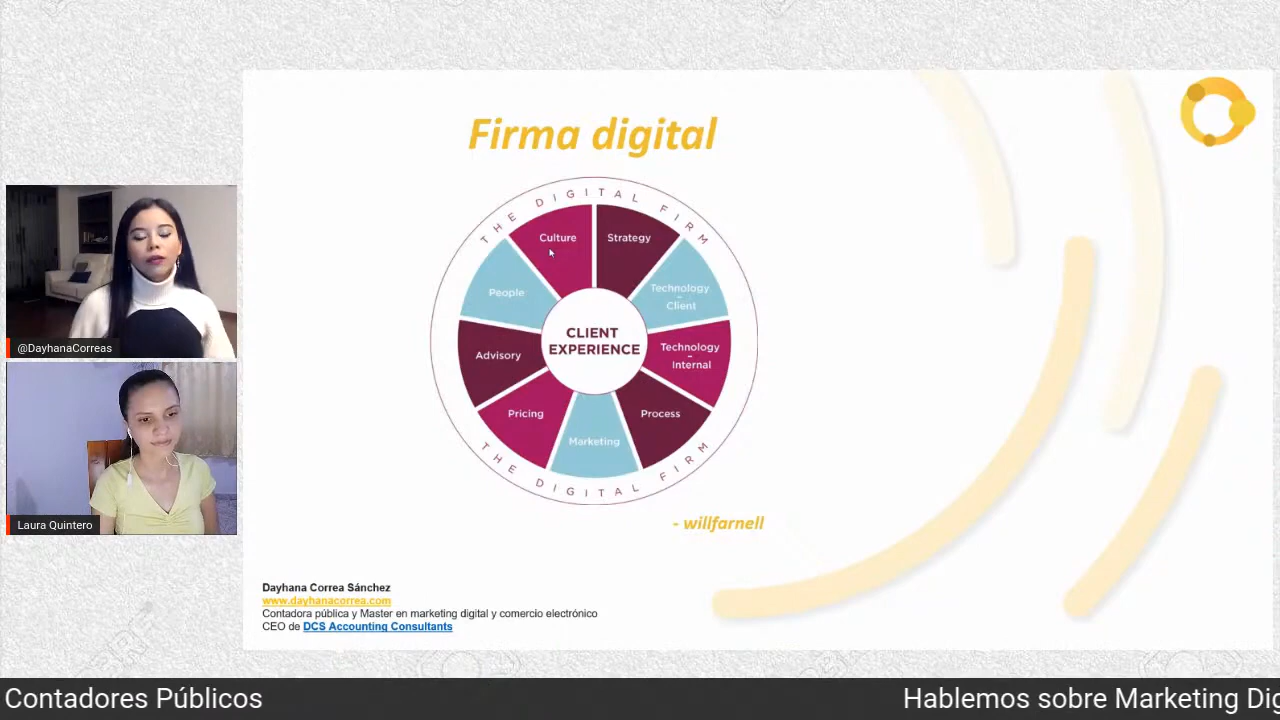 Firma digital
THE DIGITAL FIRM
Culture
Strategy
People
Technology
–
Client
Advisory
CLIENT
EXPERIENCE
Technology
–
Internal
Pricing
Marketing
Process
THE DIGITAL FIRM
- willfarnell
@DayhanaCorreas
Laura Quintero
Dayhana Correa Sánchez
www.dayhanacorrea.com
Contadora pública y Master en marketing digital y comercio electrónico
CEO de DCS Accounting Consultants
Contadores Públicos
Hablemos sobre Marketing Dig